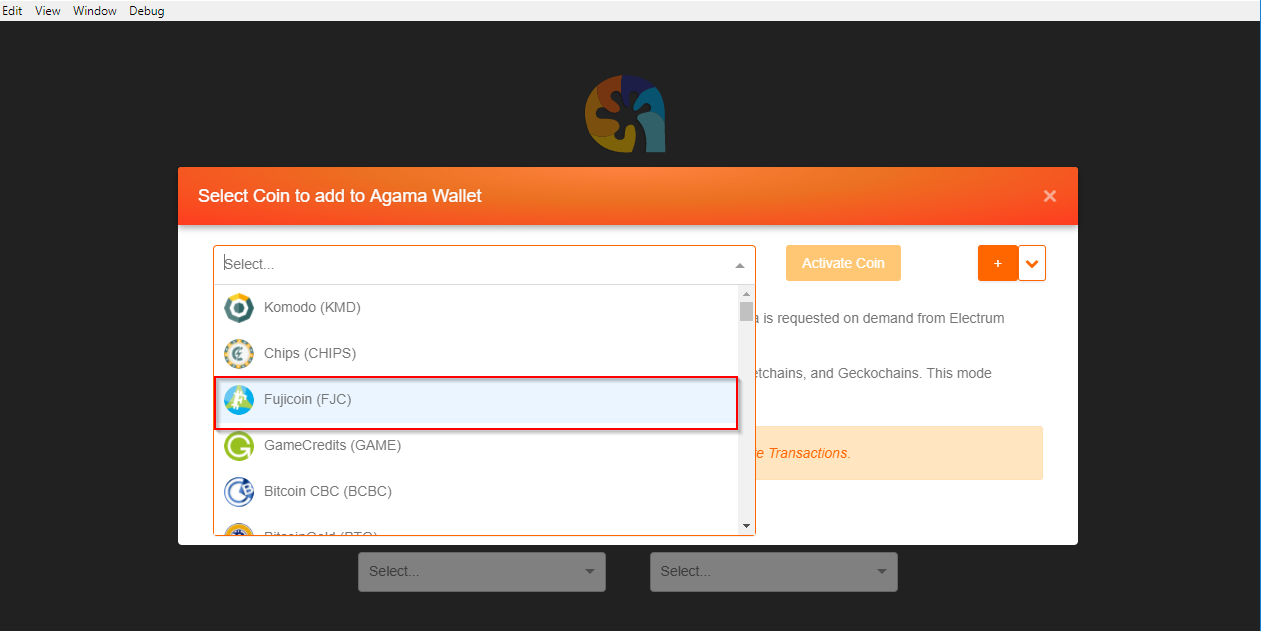 Edit View Window Debug
Select Coin to add to Agama Wallet
Select...
Activate Coin
+
Komodo (KMD)
is requested on demand from Electrum
Chips (CHIPS)
and Geckochains. This mode
Fujicoin (FJC)
GameCredits (GAME)
Transactions.
Bitcoin CBC (BCBC)
Select... Select...